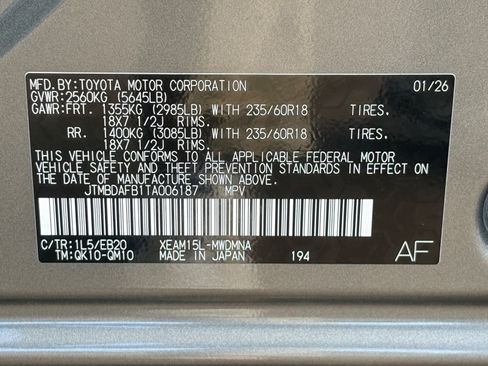 MFD.BY:TOYOTA MOTOR CORPORATION 01/26
GVWR:2560KG (5645LB)
GAWR:FRT. 1355KG (2985LB) WITH 235/60R18 TIRES.
18X7 1/2J RIMS.
RR. 1400KG (3085LB) WITH 235/60R18 TIRES.
18X7 1/2J RIMS.
THIS VEHICLE CONFORMS TO ALL APPLICABLE FEDERAL MOTOR
VEHICLE SAFETY AND THEFT PREVENTION STANDARDS IN EFFECT
ON THE DATE OF MANUFACTURE SHOWN ABOVE.
JTMBDAFB1TA006187 MPV
C/TR:1L5/EB20 XEAM15L-MWDMNA
TM:QK10-QM10 MADE IN JAPAN 194 AF